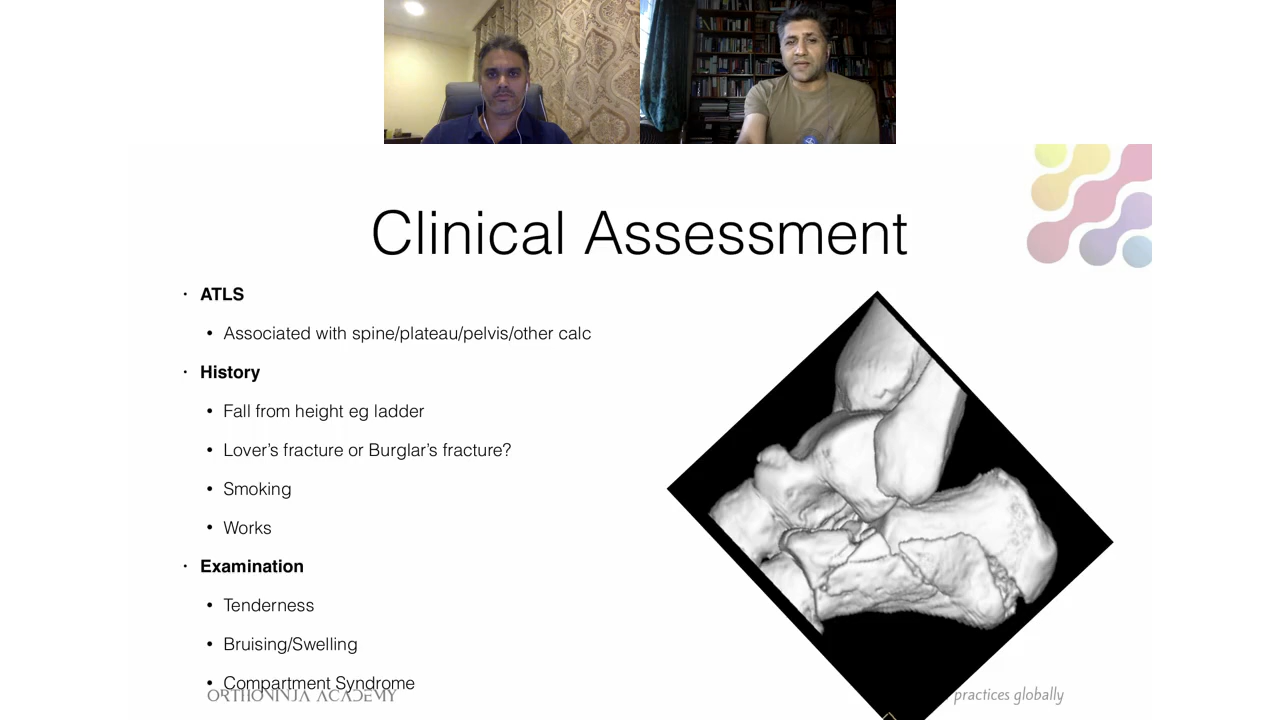 Clinical Assessment
· ATLS
• Associated with spine/plateau/pelvis/other calc
· History
• Fall from height eg ladder
• Lover's fracture or Burglar's fracture?
• Smoking
• Works
· Examination
• Tenderness
• Bruising/Swelling
• Compartment Syndrome
ORTHONINJA ACADEMY
practices globally